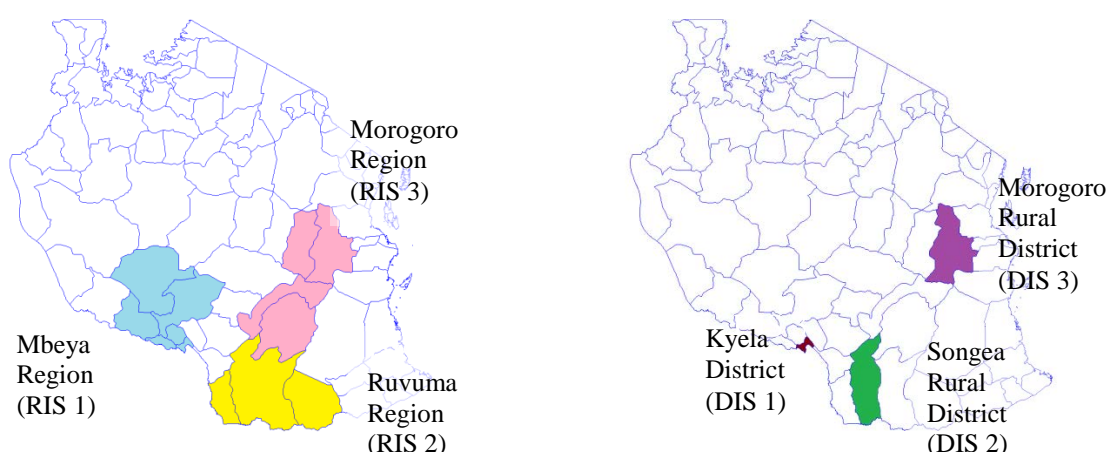 Morogoro
Region
(RIS 3)
Mbeya
Region
(RIS 1)
Ruvuma
Region
(RIS 2)
Morogoro
Rural
District
(DIS 3)
Kyela
District
(DIS 1)
Songea
Rural
District
(DIS 2)